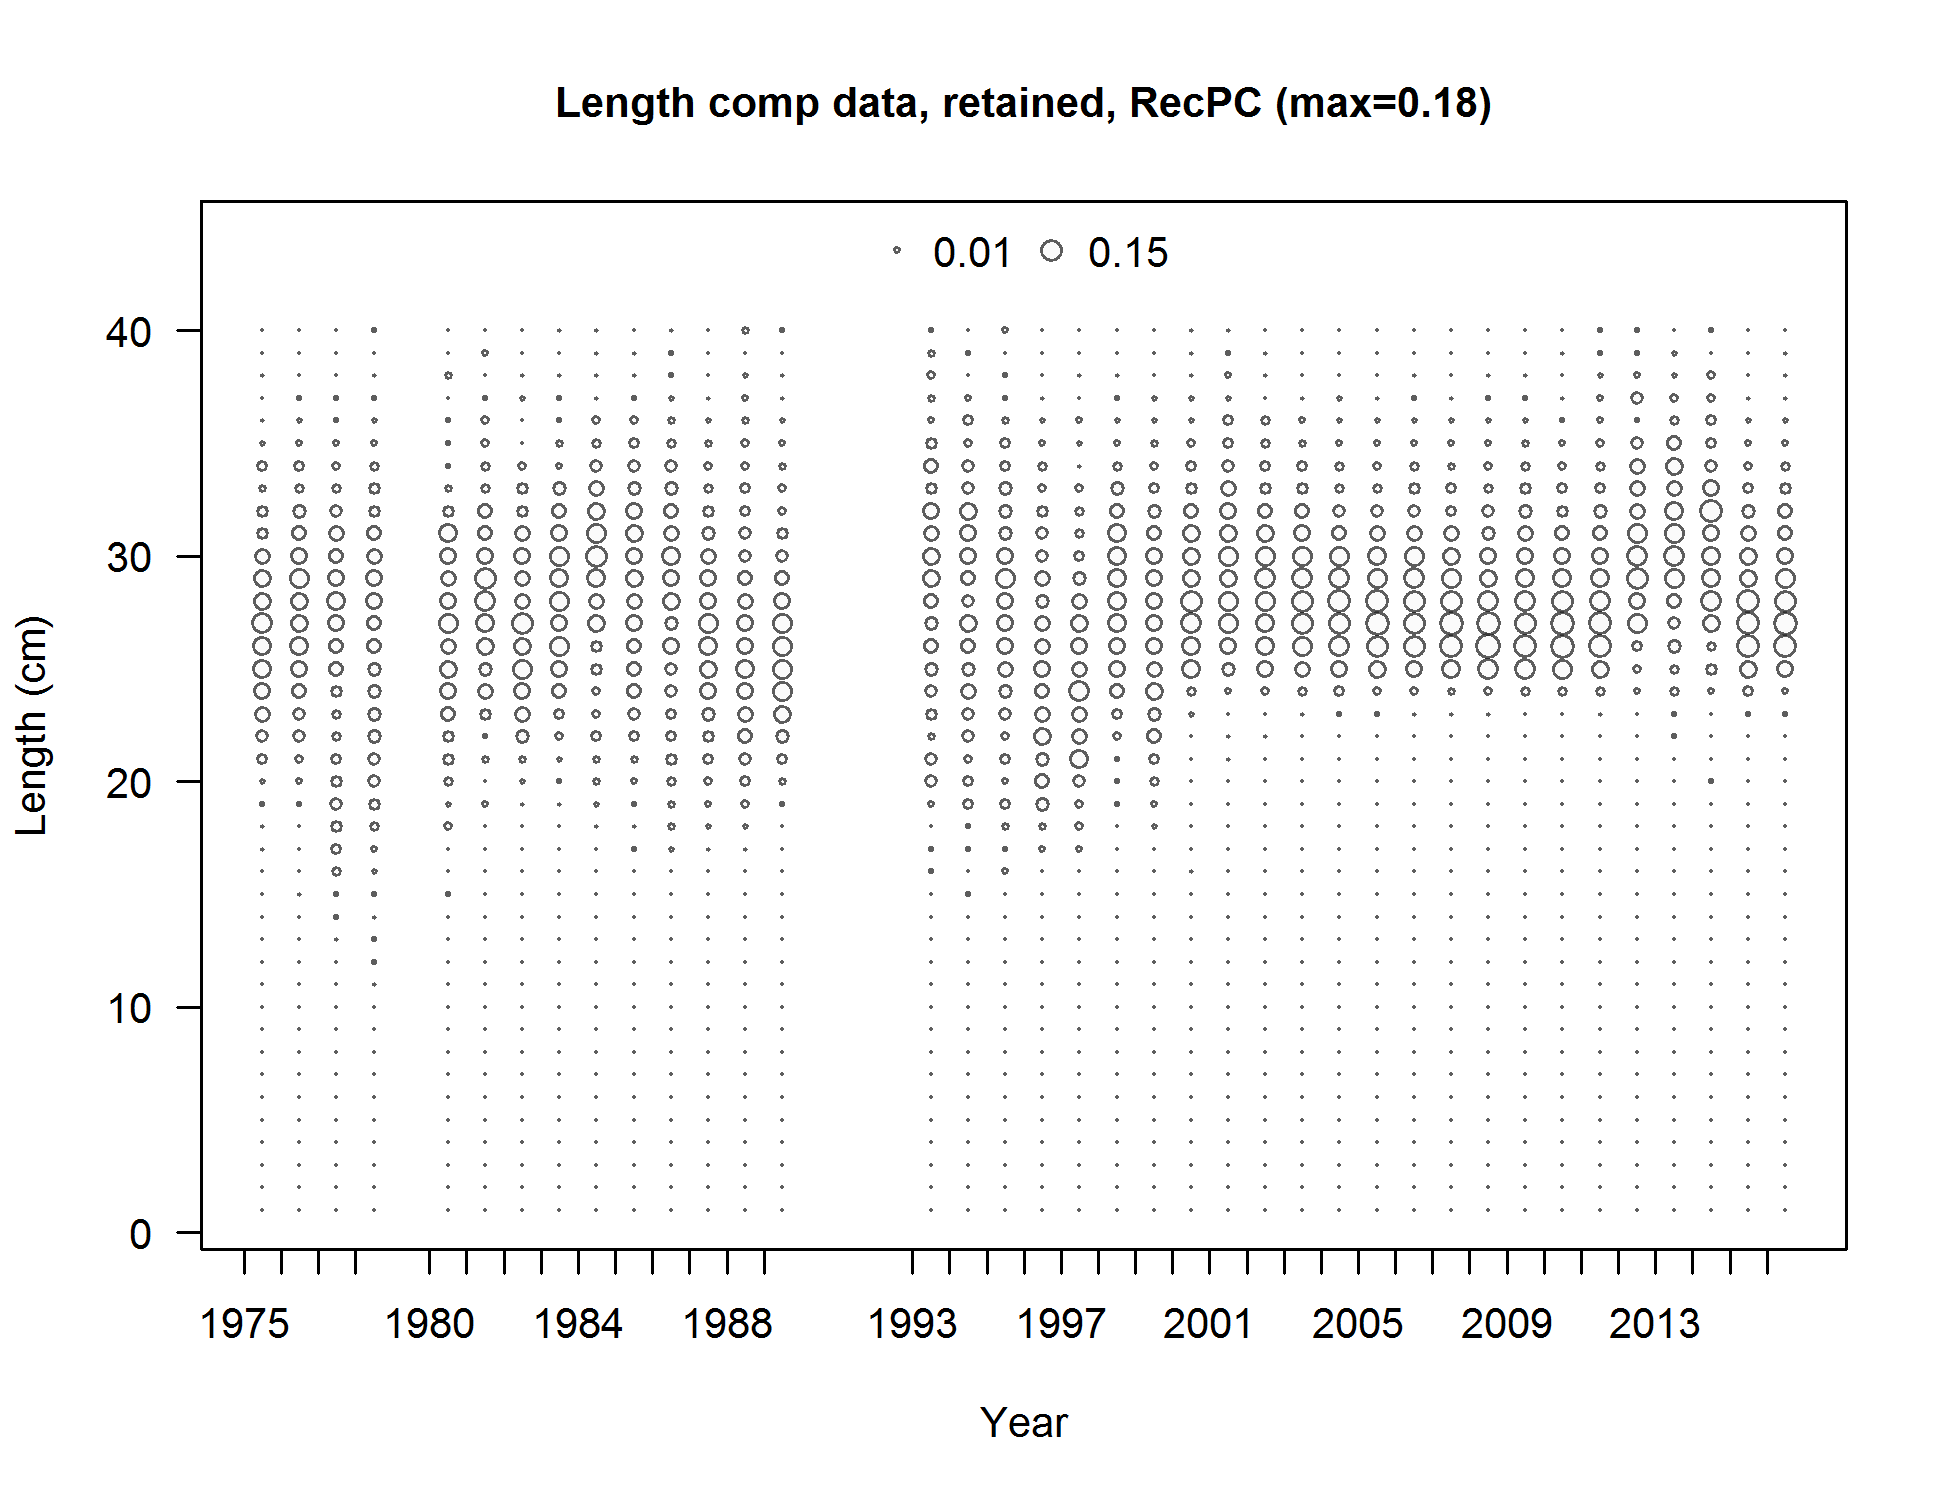 Length comp data, retained, RecPC (max=0.18)
0.01 0.15
40
30
20
10
0
Length (cm)
1975 1980 1984 1988 1993 1997 2001 2005 2009 2013
Year